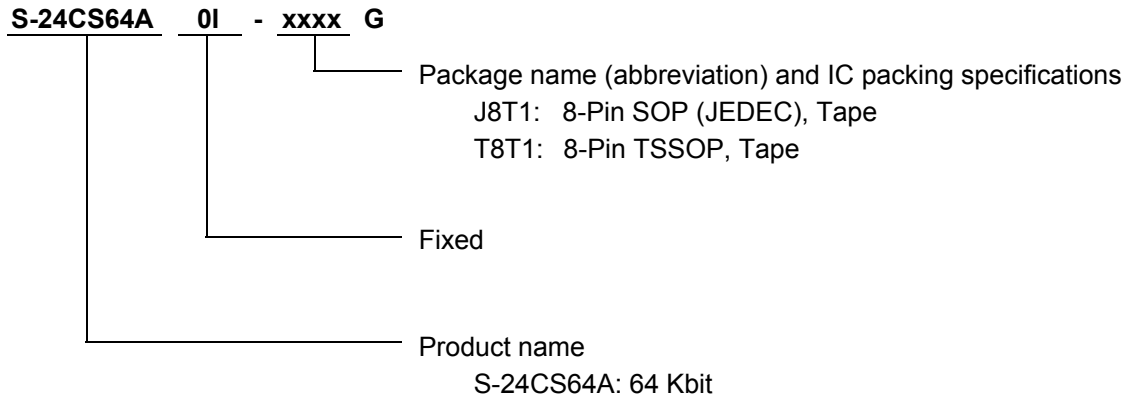 S-24CS64A 0I - xxxx G
Package name (abbreviation) and IC packing specifications
J8T1: 8-Pin SOP (JEDEC), Tape
T8T1: 8-Pin TSSOP, Tape
Fixed
Product name
S-24CS64A: 64 Kbit